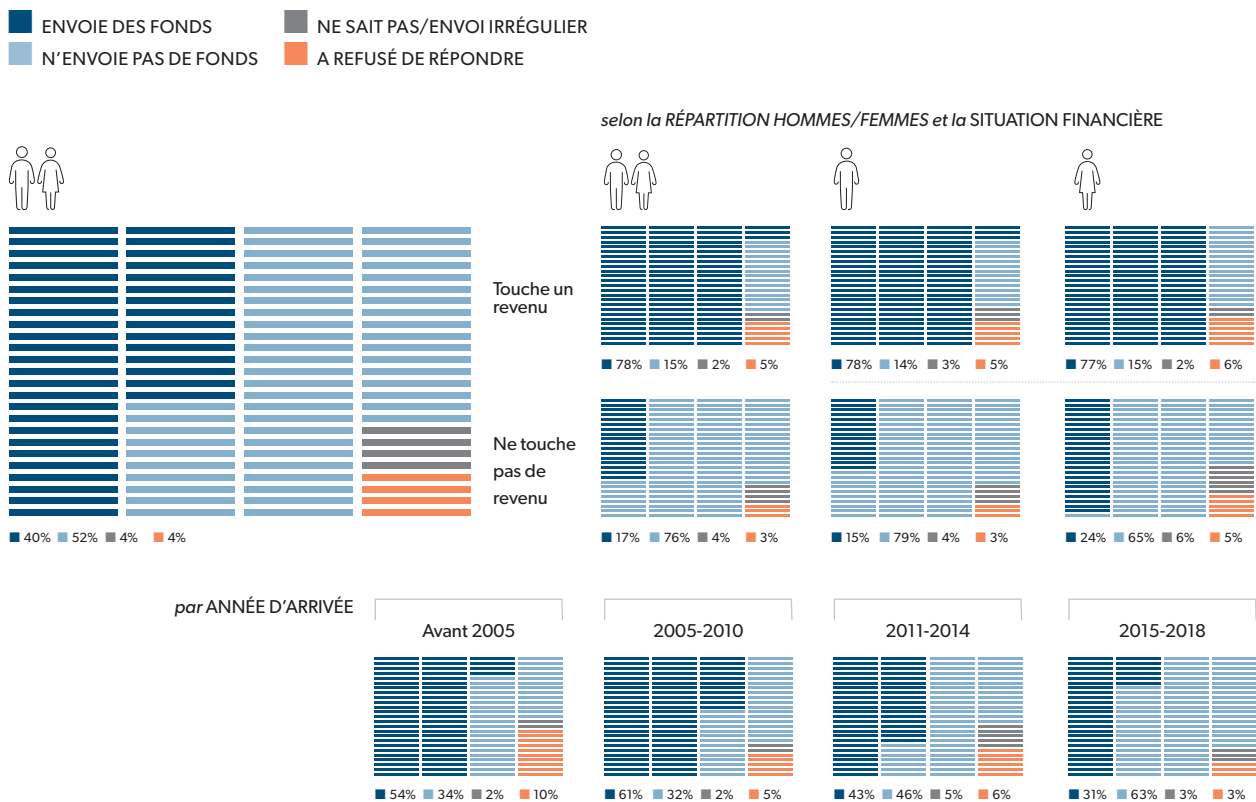 ENVOIE DES FONDS
NE SAIT PAS/ENVOI IRRÉGULIER
N'ENVOIE PAS DE FONDS
A REFUSÉ DE RÉPONDRE
selon la RÉPARTITION HOMMES/FEMMES et la SITUATION FINANCIÈRE
Touche un
revenu
78% 15% 2% 5%
78% 14% 3% 5%
77% 15% 2% 6%
Ne touche
pas de
revenu
40% 52% 4% 4%
17% 76% 4% 3%
15% 79% 4% 3%
24% 65% 6% 5%
par ANNÉE D'ARRIVÉE
Avant 2005
2005-2010
2011-2014
2015-2018
54% 34% 2% 10%
61% 32% 2% 5%
43% 46% 5% 6%
31% 63% 3% 3%